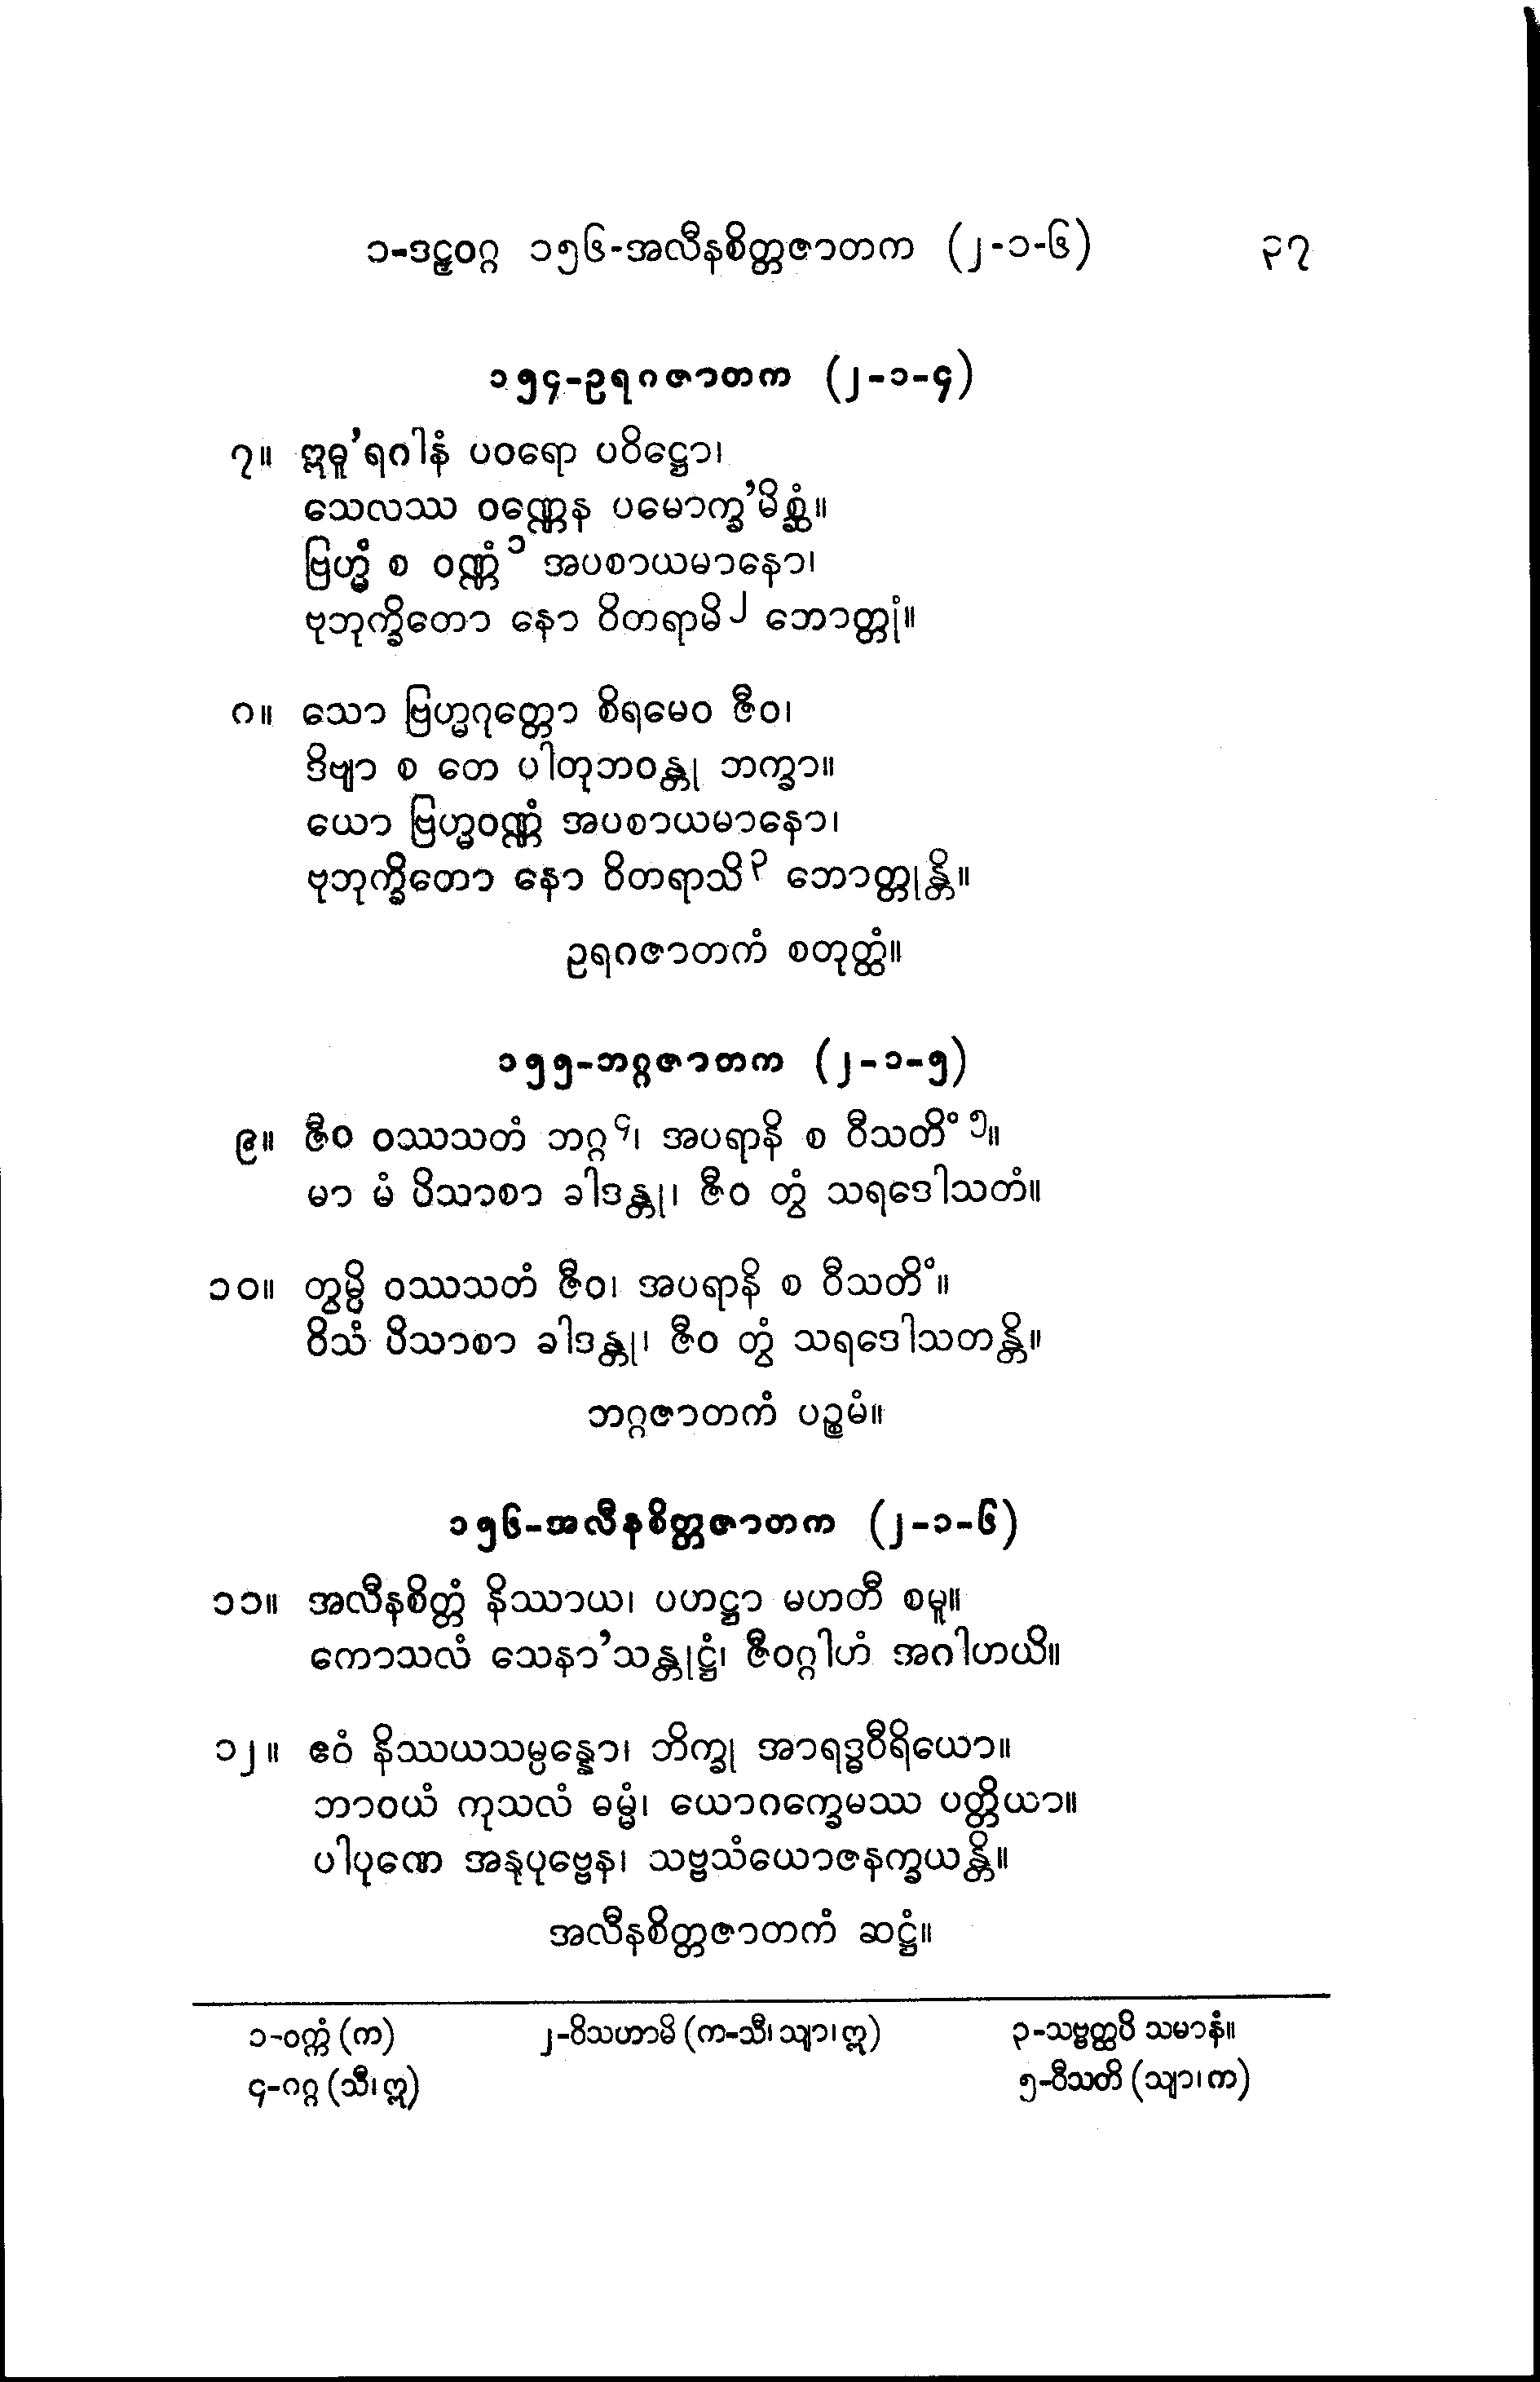 ၁-ဒဠှဝဂ္ဂ ၁၅၆-အလီနစိတ္တဇာတက (၂-၁-၆) ၃၇
၁၅၄-ဥရဂဇာတက (၂-၁-၄)
၇။ ဣဓူ’ရဂါနံ ပဝရော ပဝိဋ္ဌော၊
သေလဿ ဝဏ္ဏေန ပမောက္ခ’မိစ္ဆံ။
ဗြဟ္မံ စ ဝဏ္ဏံ ၁ အပစာယမာနော၊
ဗုဘုက္ခိတော နော ဝိတရာမိ ၂ ဘောတ္တုံ။
၈။ သော ဗြဟ္မဂုတ္တော စိရမေဝ ဇီဝ၊
ဒိဗျာ စ တေ ပါတုဘဝန္တု ဘက္ခာ။
ယော ဗြဟ္မဝဏ္ဏံ အပစာယမာနော၊
ဗုဘုက္ခိတော နော ဝိတရာသိ ၃ ဘောတ္တုန္တိ။
ဥရဂဇာတကံ စတုတ္ထံ။
၁၅၅-ဘဂ္ဂဇာတက (၂-၁-၅)
၉။ ဇီဝ ဝဿသတံ ဘဂ္ဂ ၄၊ အပရာနိ စ ဝီသတိံ ၅။
မာ မံ ပိသာစာ ခါဒန္တု၊ ဇီဝ တွံ သရဒေါသတံ။
၁၀။ တွမ္ပိ ဝဿသတံ ဇီဝ၊ အပရာနိ စ ဝီသတိံ။
ဝိသံ ပိသာစာ ခါဒန္တု၊ ဇီဝ တွံ သရဒေါသတန္တိ။
ဘဂ္ဂဇာတကံ ပဉ္စမံ။
၁၅၆-အလီနစိတ္တဇာတက (၂-၁-၆)
၁၁။ အလီနစိတ္တံ နိဿာယ၊ ပဟဋ္ဌာ မဟတီ စမူ။
ကောသလံ သေနာ’သန္တုဋ္ဌံ၊ ဇီဝဂ္ဂါဟံ အဂါဟယိ။
၁၂။ ဧဝံ နိဿယသမ္ပန္နော၊ ဘိက္ခု အာရဒ္ဓဝီရိယော။
ဘာဝယံ ကုသလံ ဓမ္မံ၊ ယောဂက္ခေမဿ ပတ္တိယာ။
ပါပုဏေ အနုပုဗ္ဗေန၊ သဗ္ဗသံယောဇနက္ခယန္တိ။
အလီနစိတ္တဇာတကံ ဆဋ္ဌံ။
၁-ဝက္ကံ (က) ၂-ဝိသဟာမိ (က-သီ၊ သျာ၊ ဣ) ၃-သဗ္ဗတ္ထပိ သမာနံ။
၄-ဂဂ္ဂ (သီ၊ ဣ) ၅-ဝီသတိ (သျာ၊ က)